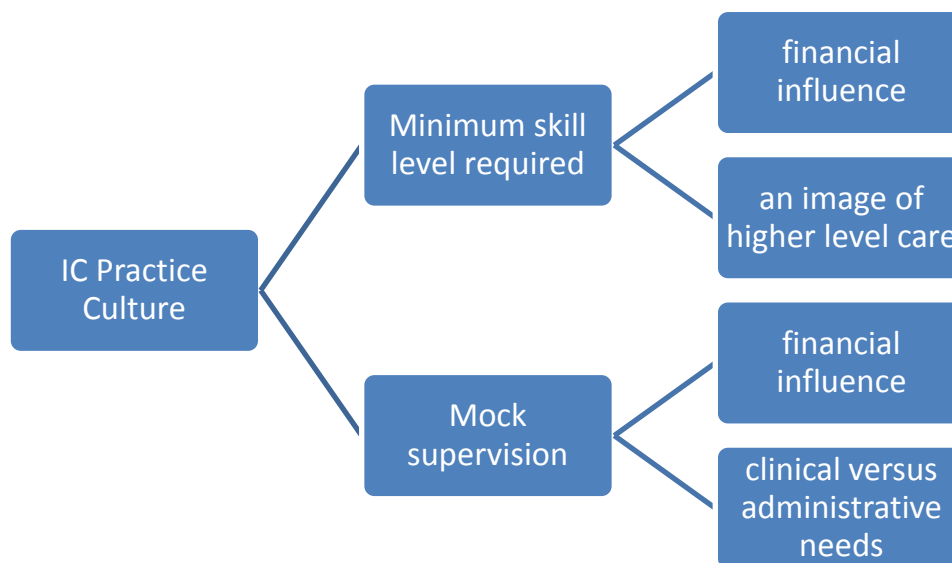 IC Practice
Culture
Minimum skill
level required
financial
influence
an image of
higher level care
Mock
supervision
financial
influence
clinical versus
administrative
needs